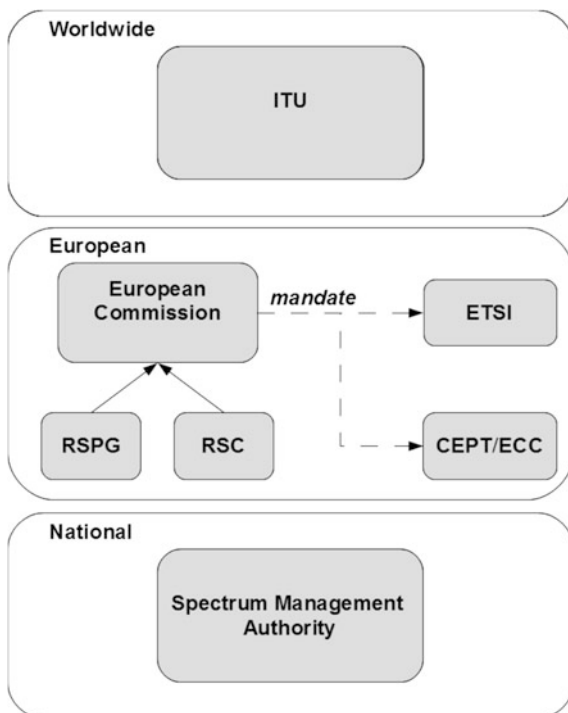 Worldwide
ITU
European
European
Commission
mandate
ETSI
RSPG
RSC
CEPT/ECC
National
Spectrum Management
Authority